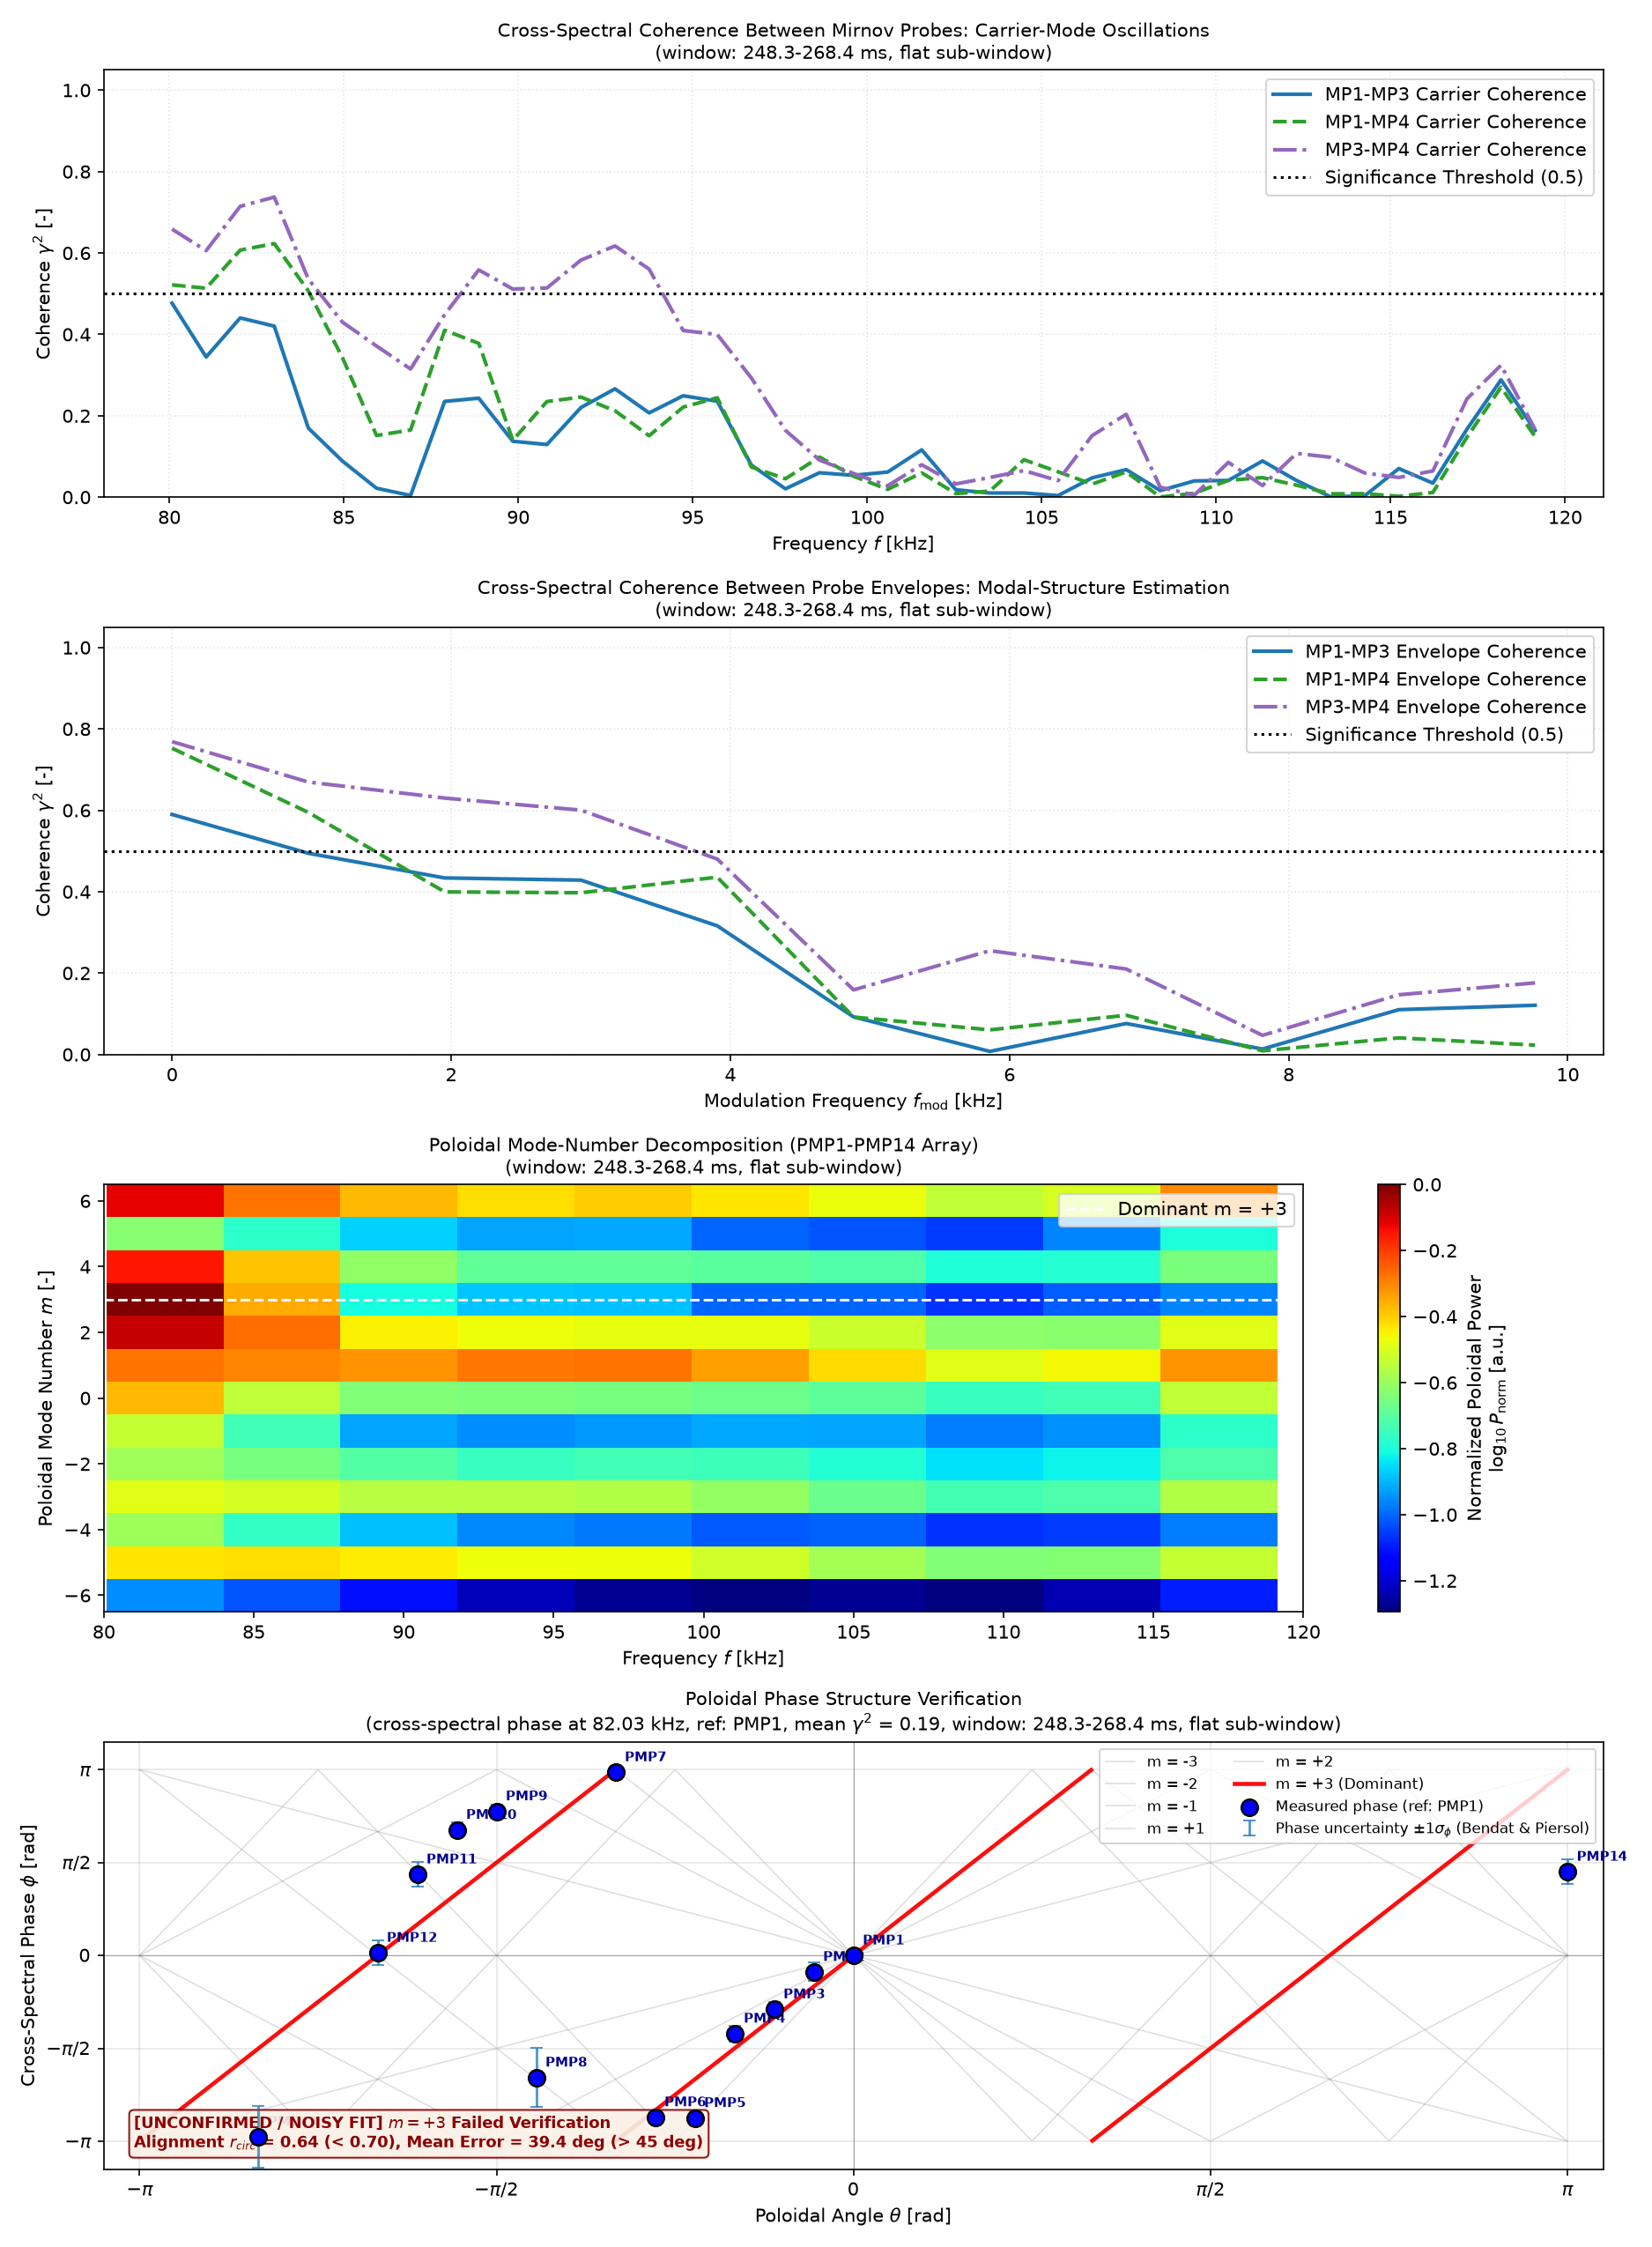 Cross-Spectral Coherence Between Mirnov Probes: Carrier-Mode Oscillations
(window: 248.3-268.4 ms, flat sub-window)
MP1-MP3 Carrier Coherence
MP1-MP4 Carrier Coherence
MP3-MP4 Carrier Coherence
Significance Threshold (0.5)
Coherence γ² [-]
1.0
0.8
0.6
0.4
0.2
0.0
80 85 90 95 100 105 110 115 120
Frequency f [kHz]
Cross-Spectral Coherence Between Probe Envelopes: Modal-Structure Estimation
(window: 248.3-268.4 ms, flat sub-window)
MP1-MP3 Envelope Coherence
MP1-MP4 Envelope Coherence
MP3-MP4 Envelope Coherence
Significance Threshold (0.5)
Coherence γ² [-]
1.0
0.8
0.6
0.4
0.2
0.0
0 2 4 6 8 10
Modulation Frequency f_mod [kHz]
Poloidal Mode-Number Decomposition (PMP1-PMP14 Array)
(window: 248.3-268.4 ms, flat sub-window)
Dominant m = +3
Poloidal Mode Number m [-]
6
4
2
0
−2
−4
−6
80 85 90 95 100 105 110 115 120
Frequency f [kHz]
0.0
−0.2
−0.4
−0.6
−0.8
−1.0
−1.2
Normalized Poloidal Power
log₁₀ P_norm [a.u.]
Poloidal Phase Structure Verification
(cross-spectral phase at 82.03 kHz, ref: PMP1, mean γ² = 0.19, window: 248.3-268.4 ms, flat sub-window)
m = -3
m = -2
m = -1
m = +1
m = +2
m = +3 (Dominant)
Measured phase (ref: PMP1)
Phase uncertainty ±1σ_ϕ (Bendat & Piersol)
Cross-Spectral Phase ϕ [rad]
π
π/2
0
−π/2
−π
PMP7
PMP9
PMP11
PMP12
PMP14
PMP1
PMP3
PMP8
PMP6
PMP5
[UNCONFIRMED / NOISY FIT] m = +3 Failed Verification
Alignment r_circ = 0.64 (< 0.70), Mean Error = 39.4 deg (> 45 deg)
−π −π/2 0 π/2 π
Poloidal Angle θ [rad]